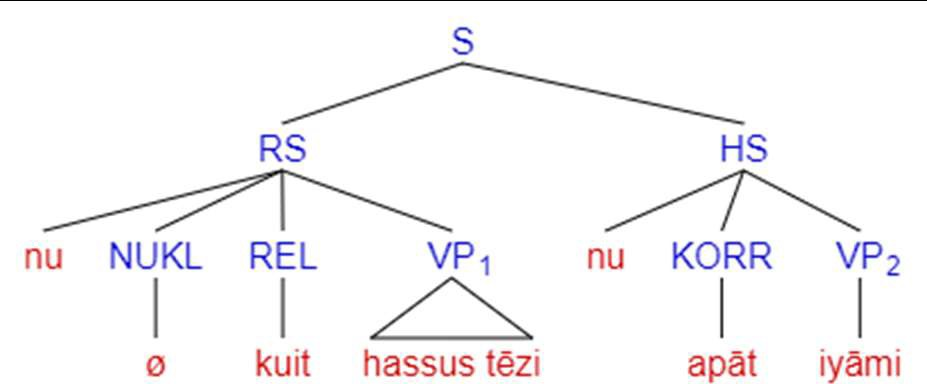 S
RS HS
nu NUKL REL VP₁ nu KORR VP₂
ø kuit hassus tēzi apāt iyāmi